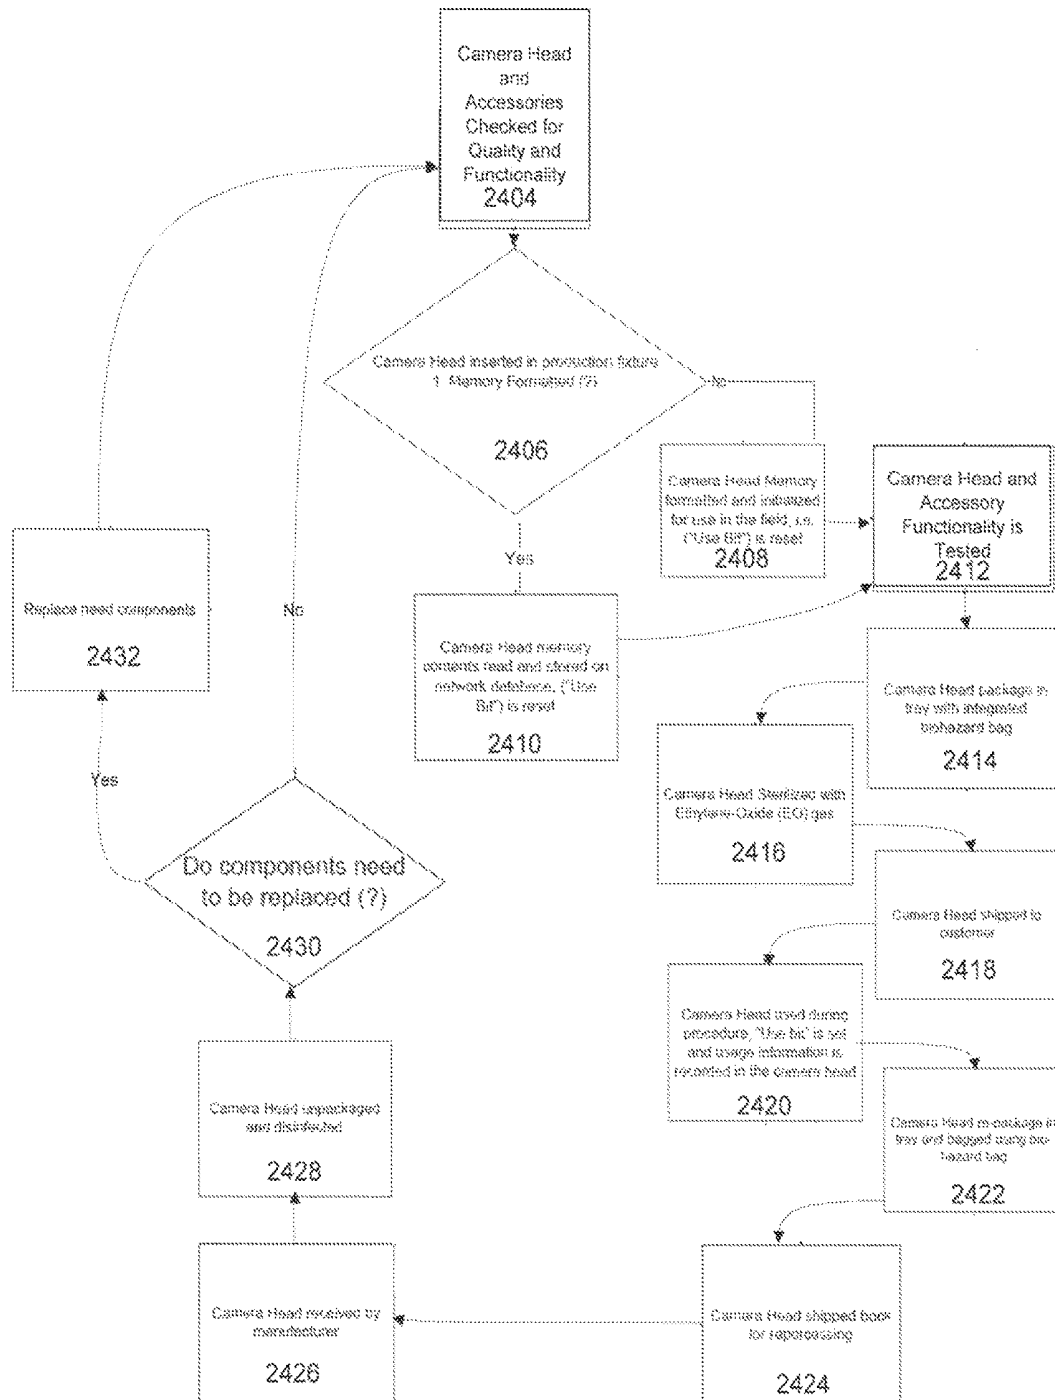 Camera Head
and
Accessories
Checked for
Quality and
Functionality
2404
Camera Head inserted in production fixture
1. Memory Formatted (?)
2406
No
Camera Head Memory
formatted and initialized
for use in the field, i.e.
("Use Bit") is reset
2408
Camera Head and
Accessory
Functionality is
Tested
2412
Yes
Camera Head memory
contents read and stored on
network database, ("Use
Bit") is reset
2410
Replace need components
2432
No
Camera Head package in
tray with integrated
biohazard bag
2414
Camera Head Sterilized with
Ethylene-Oxide (EO) gas
2416
Yes
Do components need
to be replaced (?)
2430
Camera Head shipped to
customer
2418
Camera Head used during
procedure, "Use bit" is set
and usage information is
recorded in the camera head
2420
Camera Head unpackaged
and disinfected
2428
Camera Head re-package in
tray and bagged using bio-
hazard bag
2422
Camera Head received by
manufacturer
2426
Camera Head shipped back
for reporcessing
2424